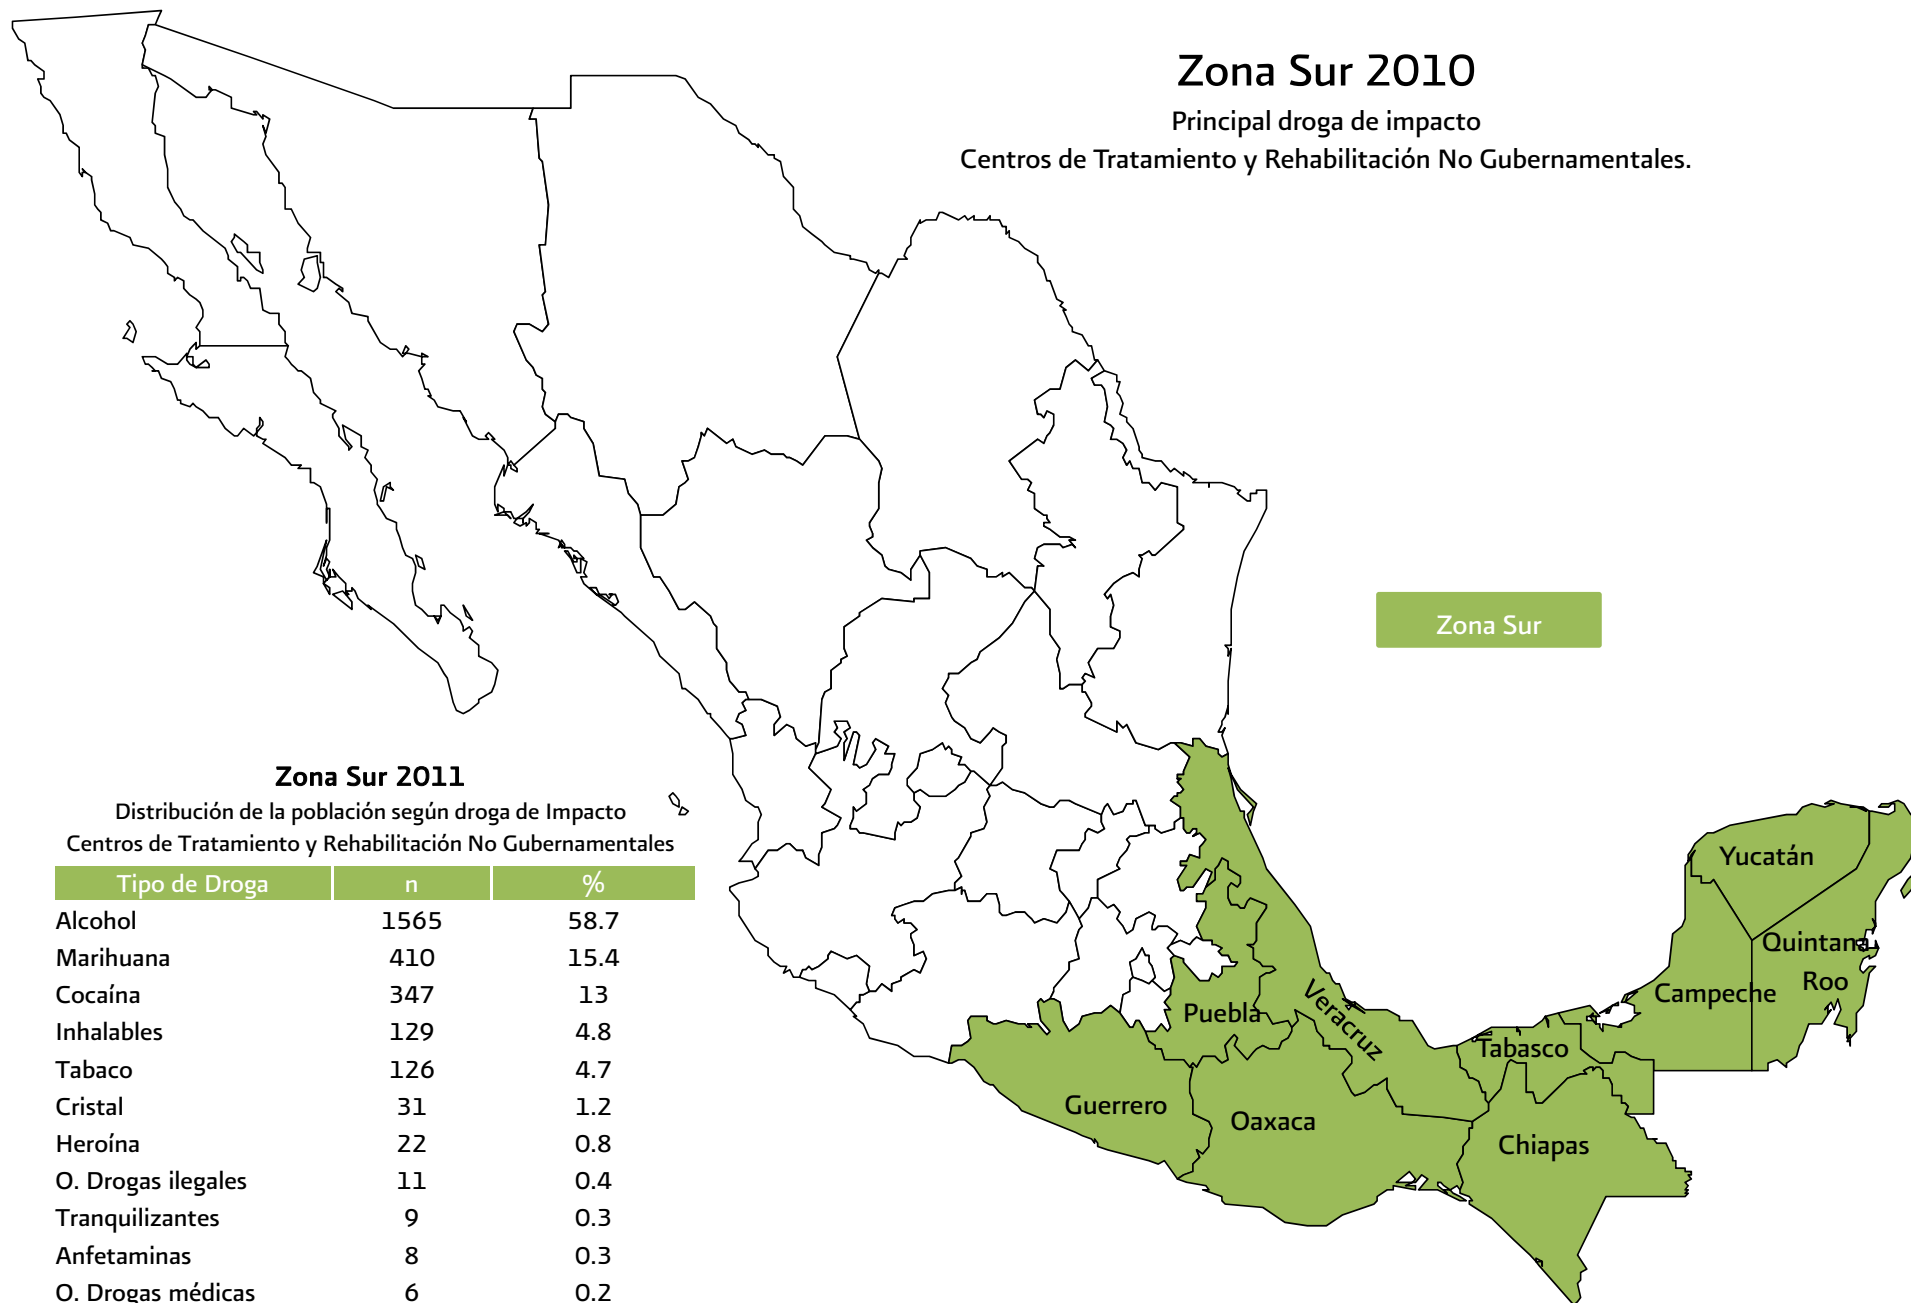 Zona Sur 2010
Principal droga de impacto
Centros de Tratamiento y Rehabilitación No Gubernamentales.
Zona Sur
Zona Sur 2011
Distribución de la población según droga de Impacto
Centros de Tratamiento y Rehabilitación No Gubernamentales
Tipo de Droga n %
Alcohol 1565 58.7
Marihuana 410 15.4
Cocaína 347 13
Inhalables 129 4.8
Tabaco 126 4.7
Cristal 31 1.2
Heroína 22 0.8
O. Drogas ilegales 11 0.4
Tranquilizantes 9 0.3
Anfetaminas 8 0.3
O. Drogas médicas 6 0.2
Yucatán
Quintana
Roo
Campeche
Puebla
Veracruz
Tabasco
Guerrero
Oaxaca
Chiapas